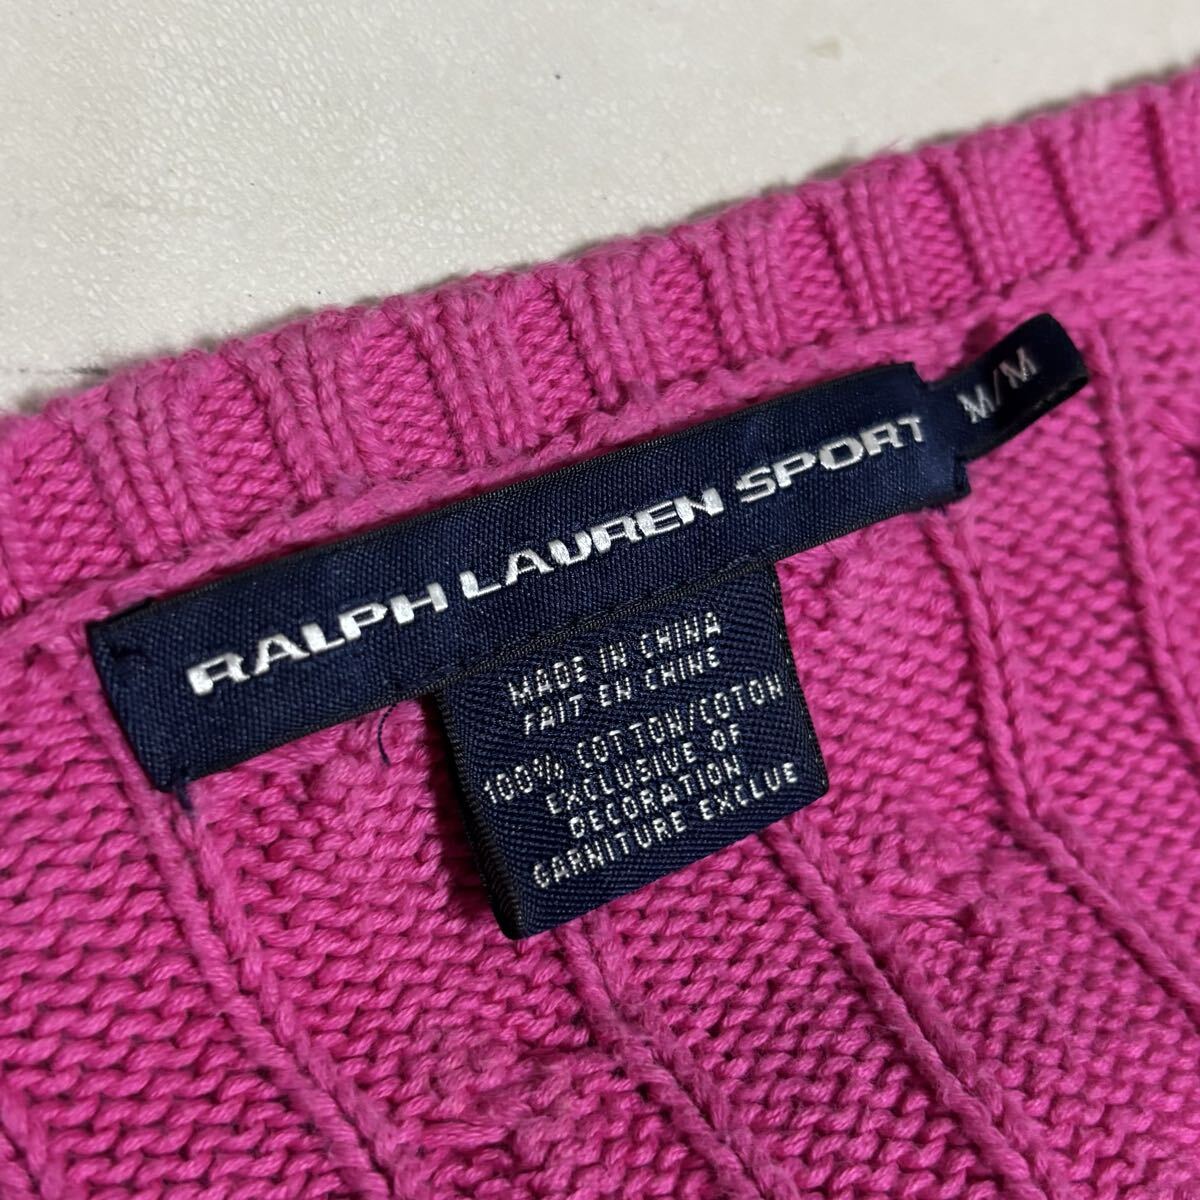 RALPH LAUREN SPORT
M/M
MADE IN CHINA
FAIT EN CHINE
100% COTTON/COTON
EXCLUSIVE OF
DECORATION
GARNITURE EXCLUE